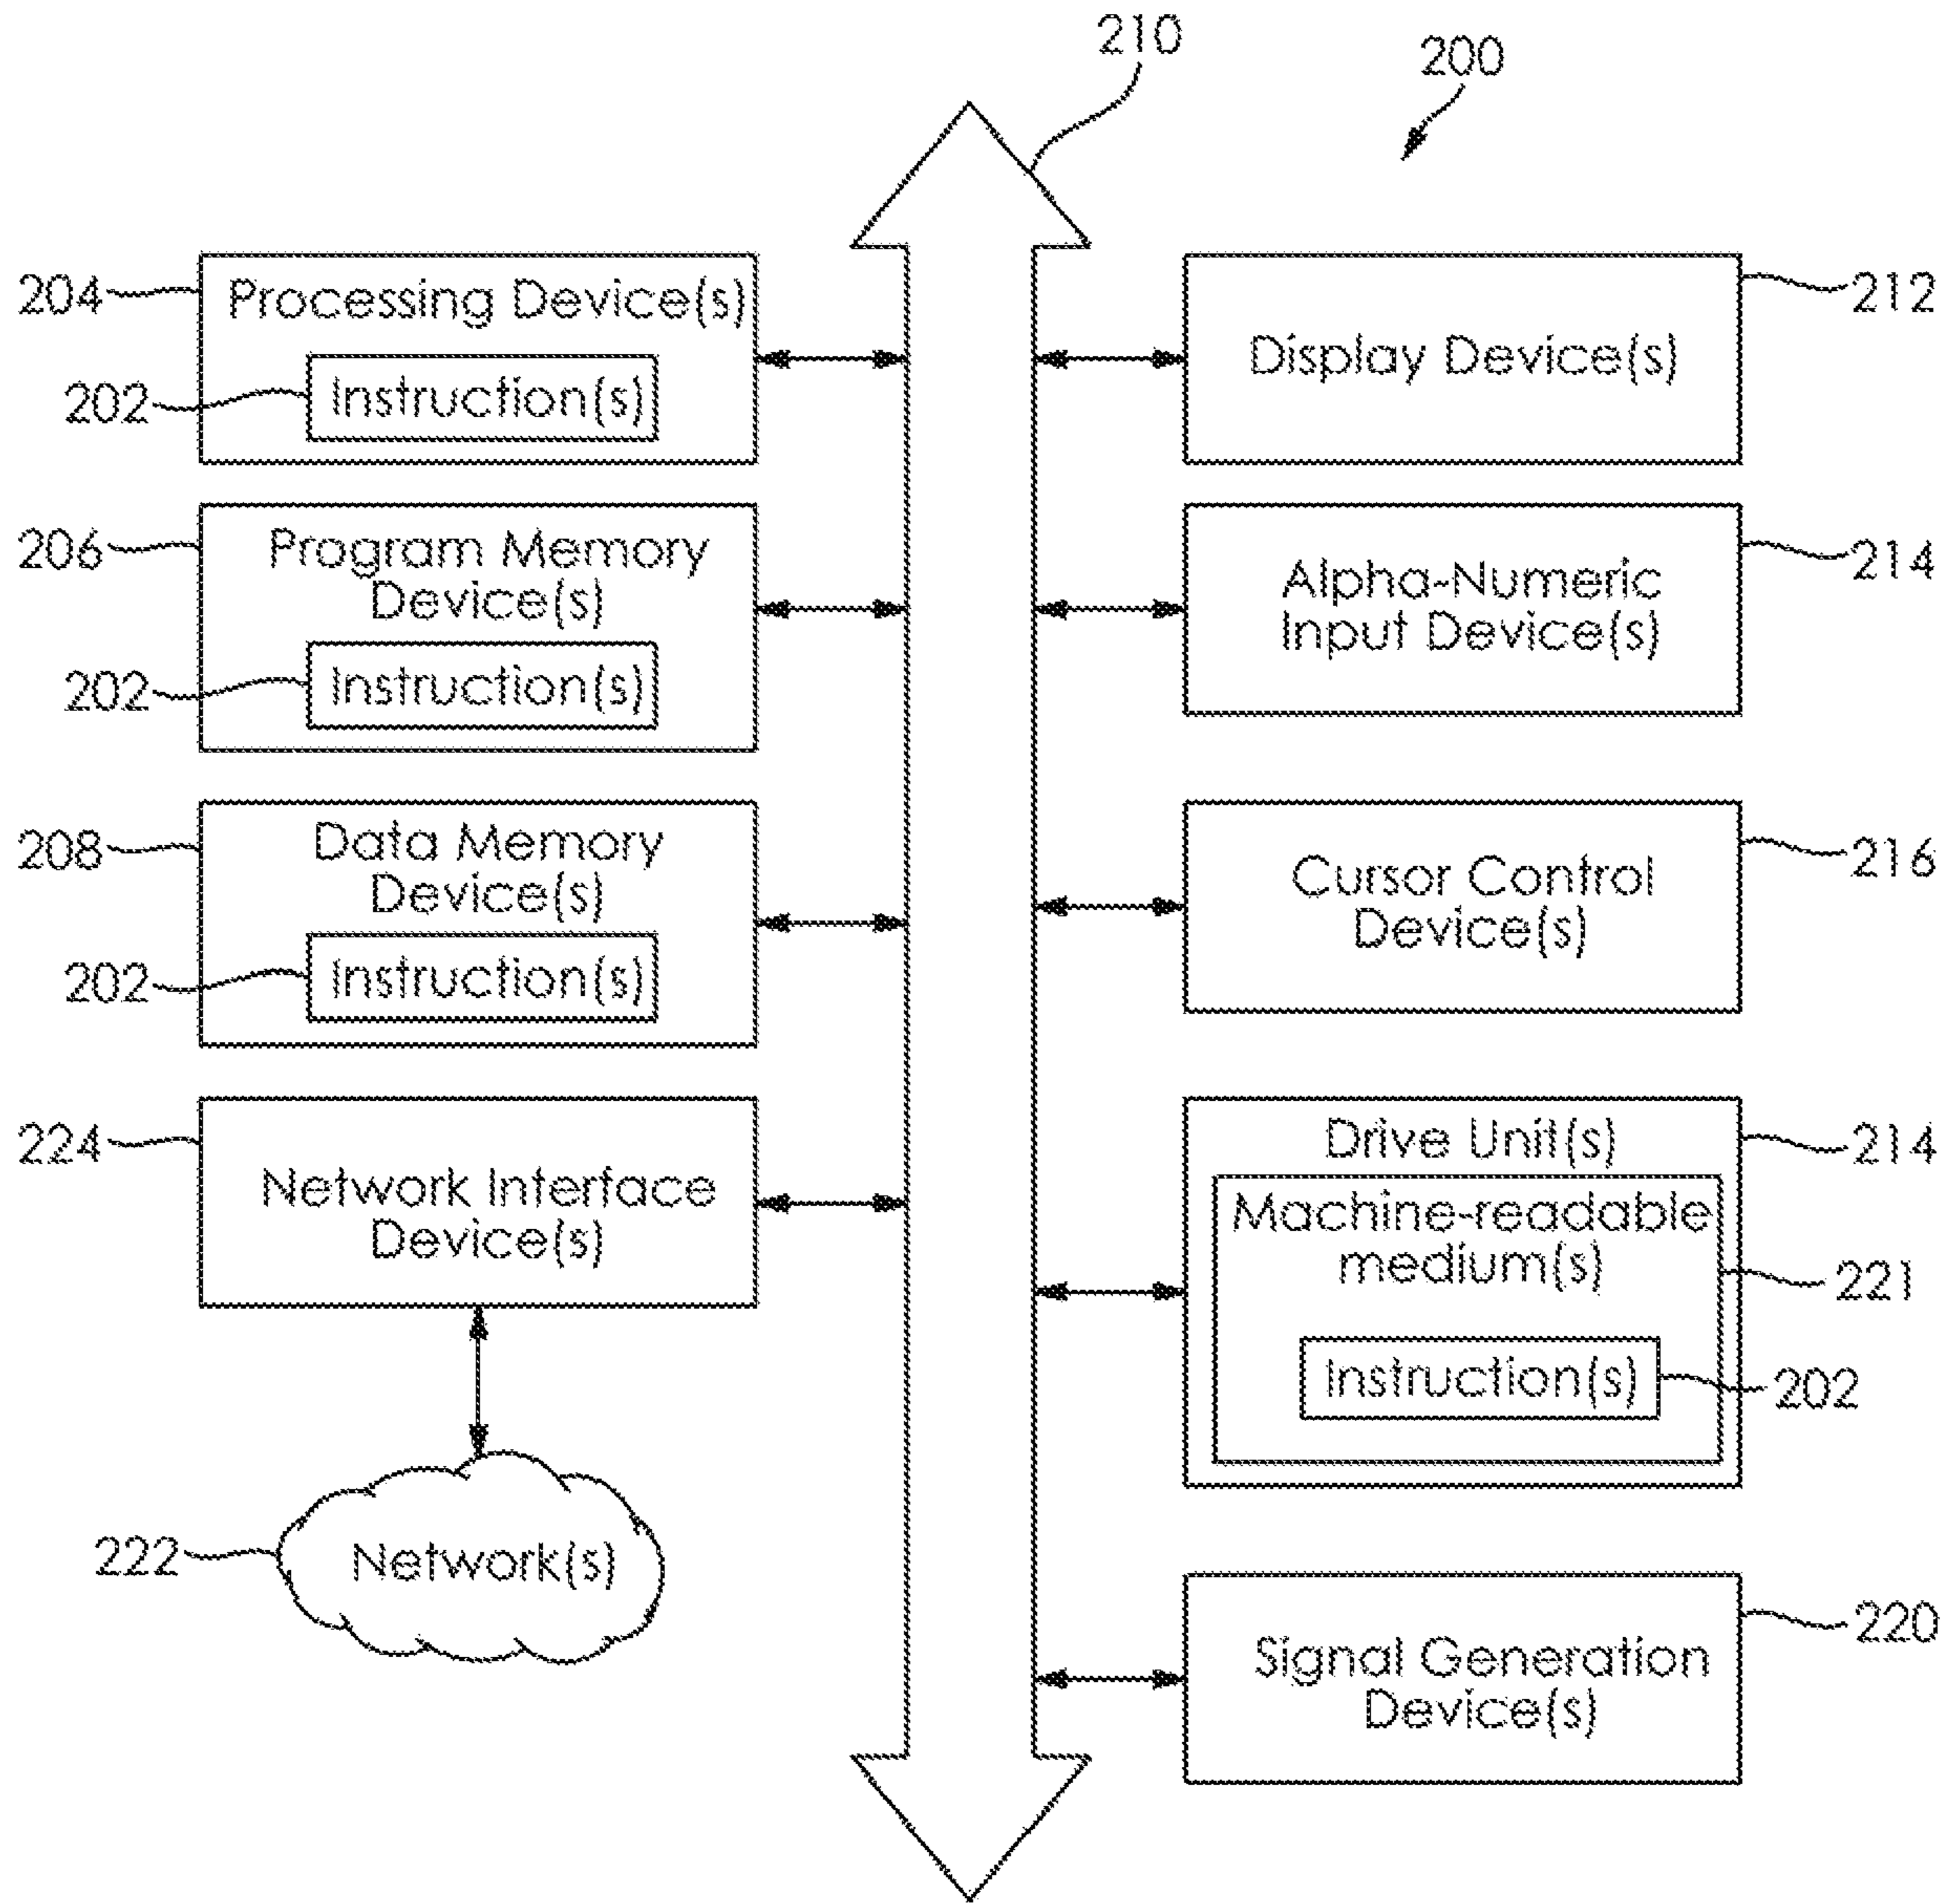 210
200
204
Processing Device(s)
202
Instruction(s)
206
Program Memory
Device(s)
202
Instruction(s)
208
Data Memory
Device(s)
202
Instruction(s)
224
Network Interface
Device(s)
222
Network(s)
212
Display Device(s)
214
Alpha-Numeric
Input Device(s)
216
Cursor Control
Device(s)
214
Drive Unit(s)
Machine-readable
medium(s)
221
Instruction(s)
202
220
Signal Generation
Device(s)